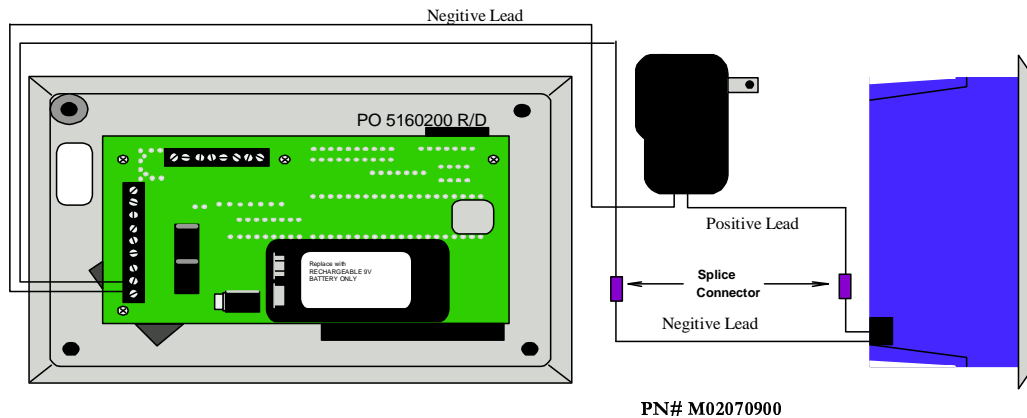 Negitive Lead
PO 5160200 R/D
Positive Lead
Replace with
RECHARGEABLE 9V
BATTERY ONLY
Splice
Connector
Negitive Lead
PN# M02070900